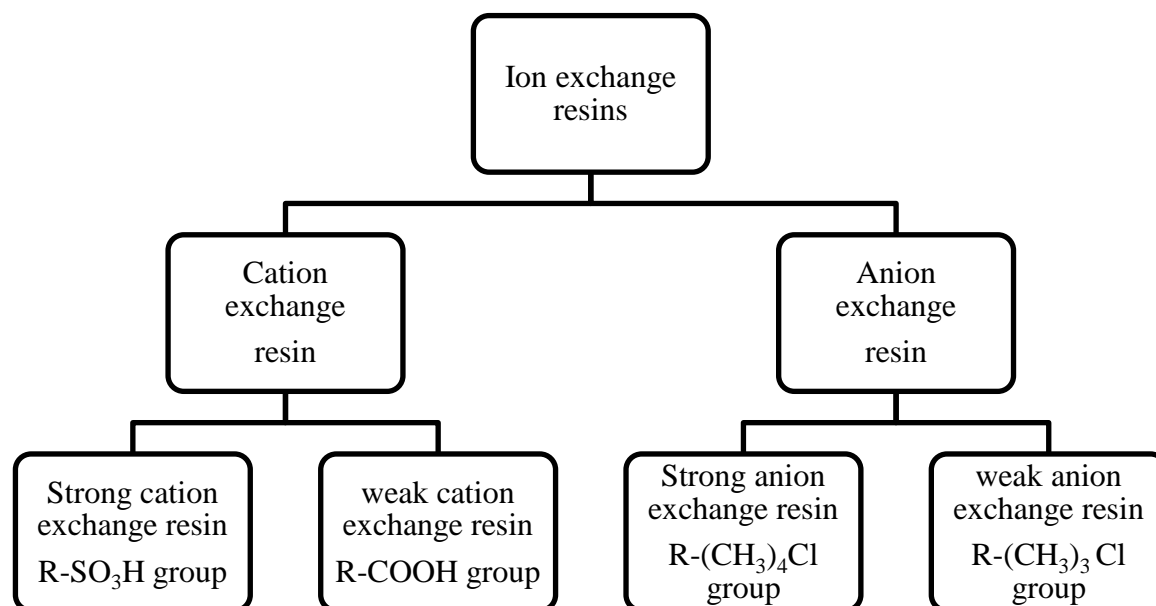 Ion exchange
resins
Cation
exchange
resin
Anion
exchange
resin
Strong cation
exchange resin
R-SO₃H group
weak cation
exchange resin
R-COOH group
Strong anion
exchange resin
R-(CH₃)₄Cl
group
weak anion
exchange resin
R-(CH₃)₃ Cl
group